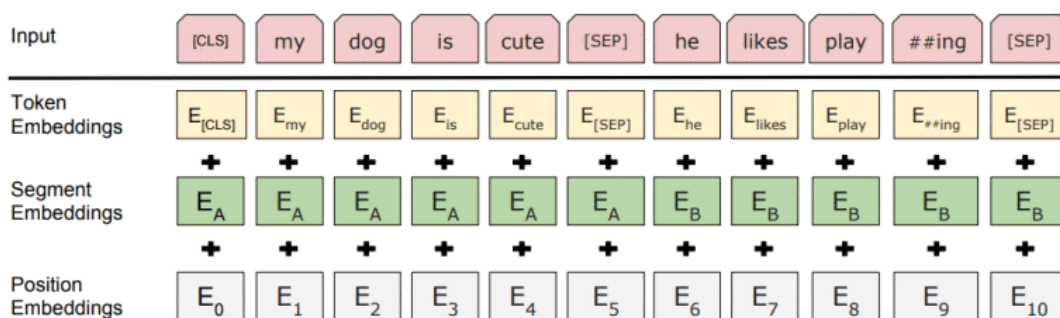 Input [CLS] my dog is cute [SEP] he likes play ##ing [SEP]
Token
Embeddings E[CLS] Emy Edog Eis Ecute E[SEP] Ehe Elikes Eplay E##ing E[SEP]
+ + + + + + + + + + +
Segment
Embeddings EA EA EA EA EA EA EB EB EB EB EB
+ + + + + + + + + + +
Position
Embeddings E0 E1 E2 E3 E4 E5 E6 E7 E8 E9 E10